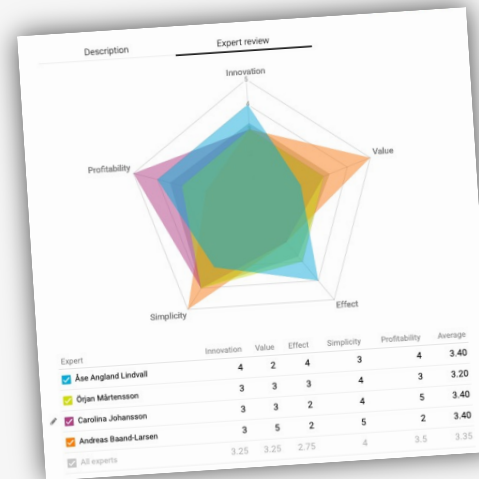 Description Expert review
Innovation
5
4
Value
Profitability
Simplicity
Effect
Expert Innovation Value Effect Simplicity Profitability Average
Åse Angland Lindvall 4 2 4 3 4 3.40
Örjan Mårtensson 3 3 3 4 3 3.20
Carolina Johansson 3 3 2 4 5 3.40
Andreas Baand-Larsen 3 5 2 5 2 3.40
All experts 3.25 3.25 2.75 4 3.5 3.35